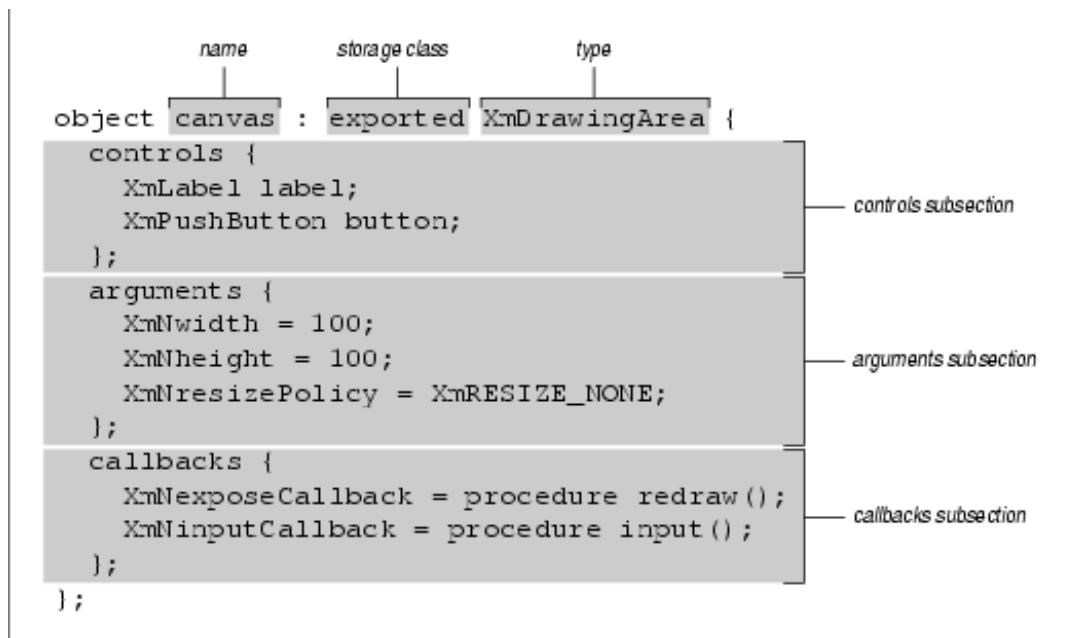 name storage class type
object canvas : exported XmDrawingArea {
controls {
XmLabel label;
XmPushButton button;
};
controls subsection
arguments {
XmNwidth = 100;
XmNheight = 100;
XmNresizePolicy = XmRESIZE_NONE;
};
arguments subsection
callbacks {
XmNexposeCallback = procedure redraw();
XmNinputCallback = procedure input();
};
callbacks subsection
};